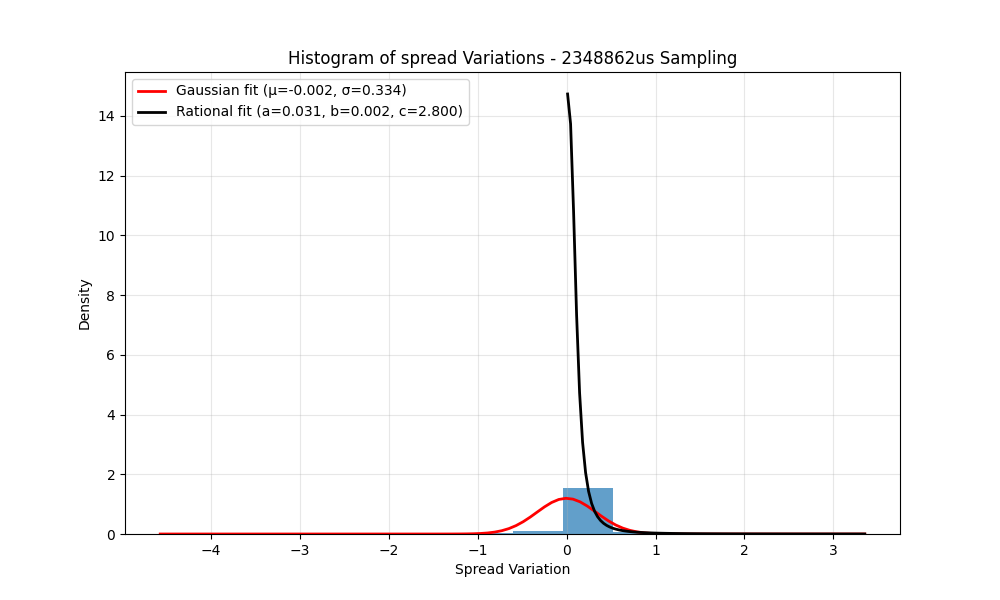 Histogram of spread Variations - 2348862us Sampling
Gaussian fit (μ=-0.002, σ=0.334)
Rational fit (a=0.031, b=0.002, c=2.800)
Density
14
12
10
8
6
4
2
0
−4 −3 −2 −1 0 1 2 3
Spread Variation